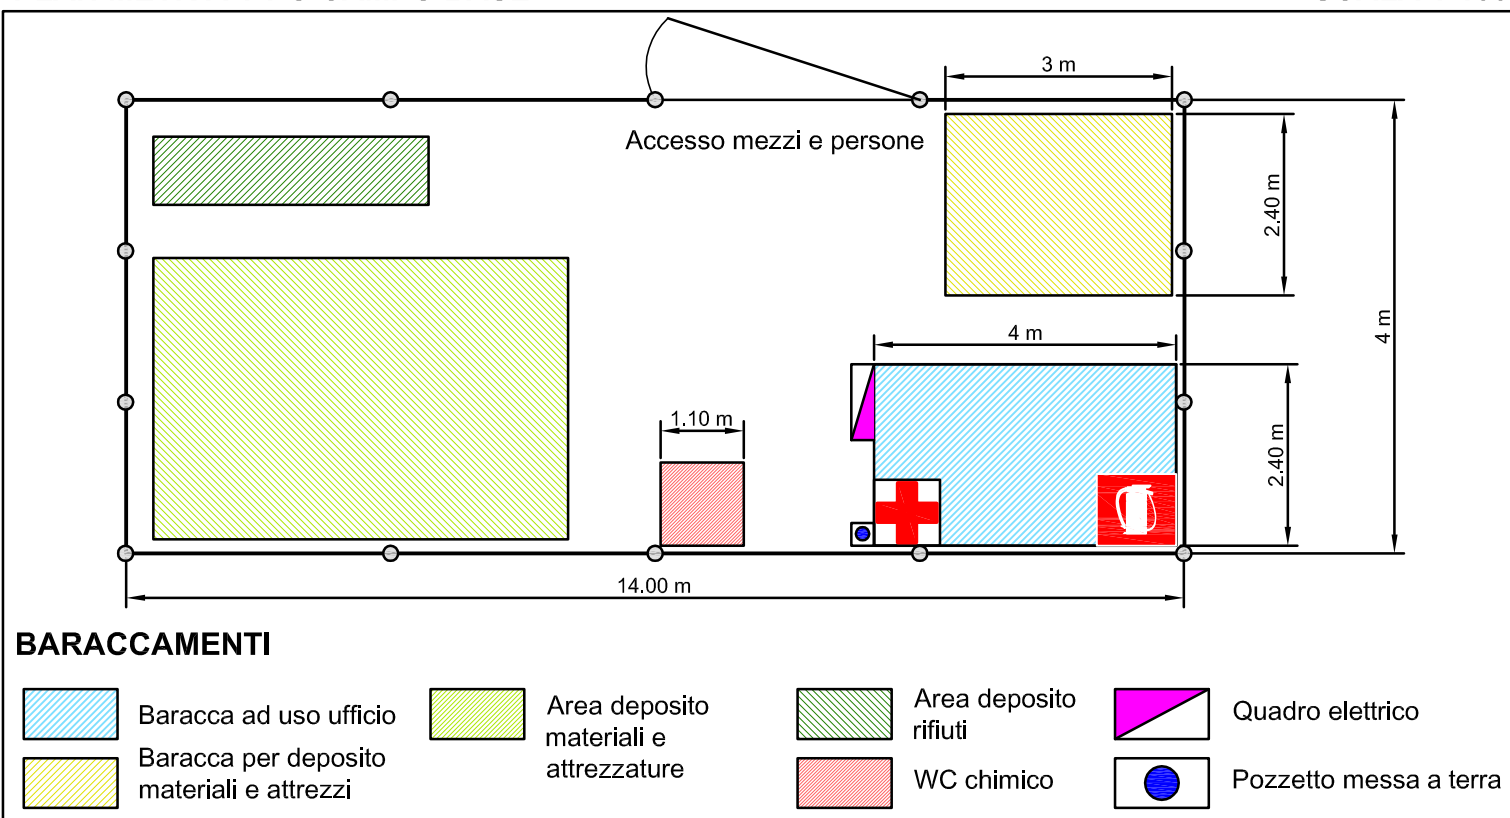 3 m
Accesso mezzi e persone
2.40 m
4 m
4 m
1.10 m
2.40 m
14.00 m
BARACCAMENTI
Baracca ad uso ufficio
Baracca per deposito
materiali e attrezzi
Area deposito
materiali e
attrezzature
Area deposito
rifiuti
WC chimico
Quadro elettrico
Pozzetto messa a terra